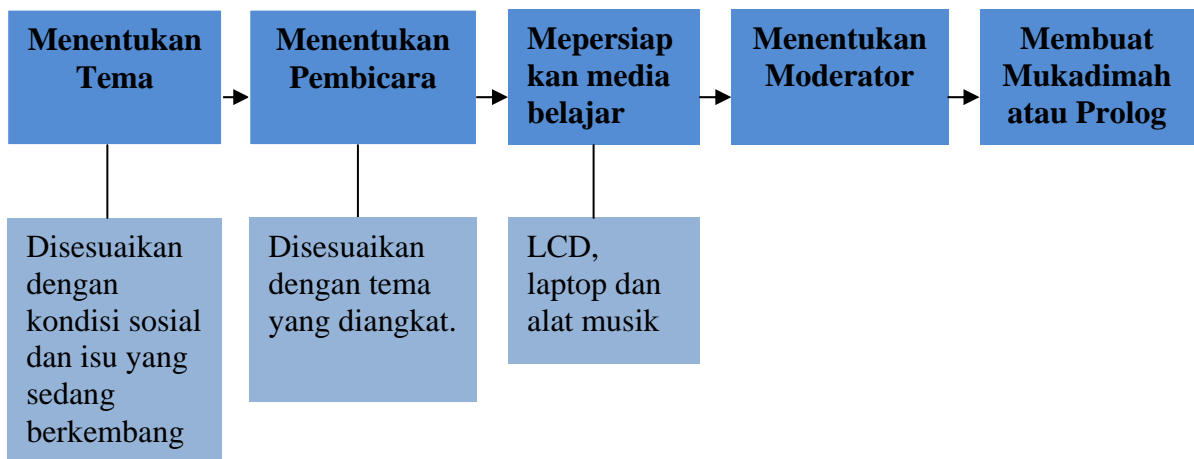 Menentukan
Tema
Menentukan
Pembicara
Mepersiap
kan media
belajar
Menentukan
Moderator
Membuat
Mukadimah
atau Prolog
Disesuaikan
dengan
kondisi sosial
dan isu yang
sedang
berkembang
Disesuaikan
dengan tema
yang diangkat.
LCD,
laptop dan
alat musik